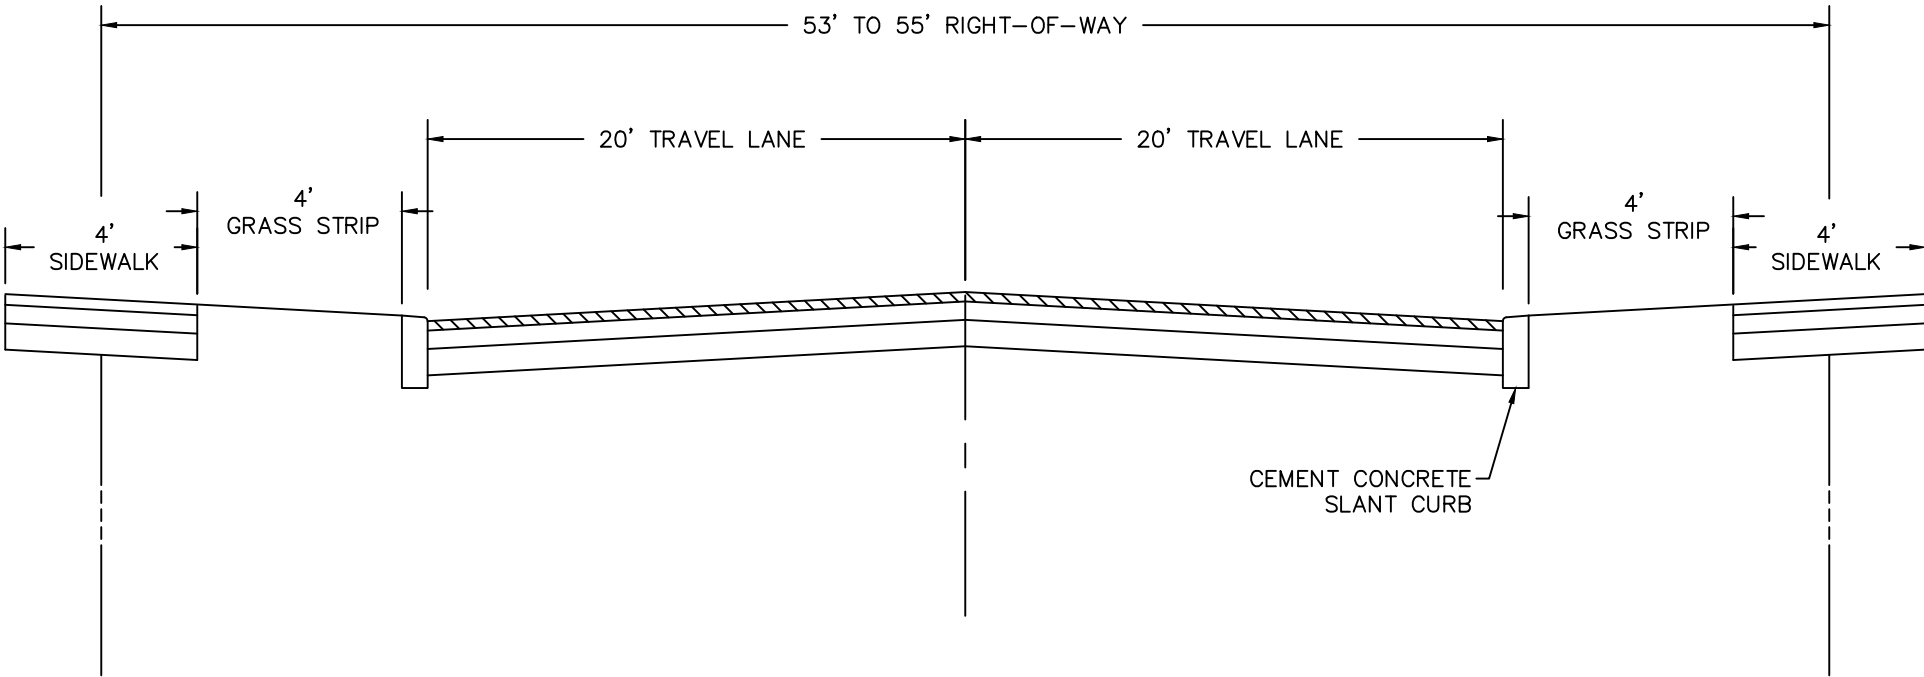 53' TO 55' RIGHT-OF-WAY
20' TRAVEL LANE
20' TRAVEL LANE
4'
GRASS STRIP
4'
GRASS STRIP
4'
SIDEWALK
4'
SIDEWALK
CEMENT CONCRETE
SLANT CURB